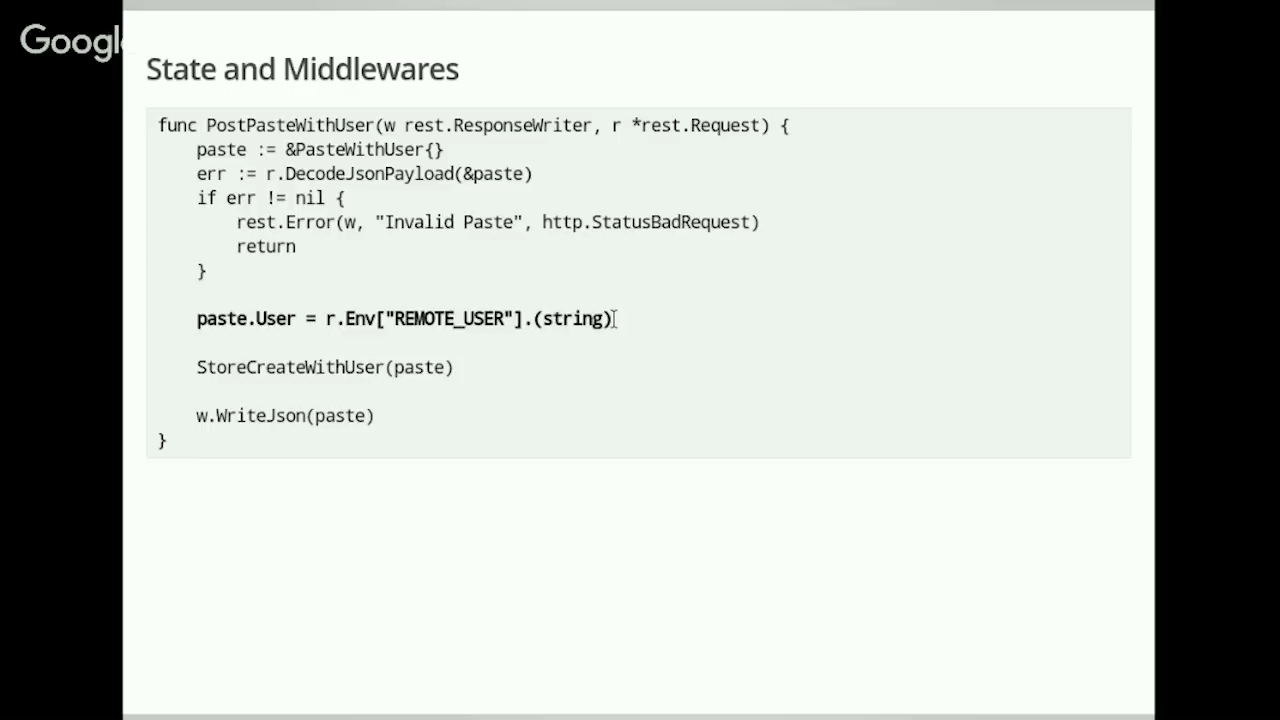 Google
State and Middlewares
func PostPasteWithUser(w rest.ResponseWriter, r *rest.Request) {
    paste := &PasteWithUser{}
    err := r.DecodeJsonPayload(&paste)
    if err != nil {
        rest.Error(w, "Invalid Paste", http.StatusBadRequest)
        return
    }
    paste.User = r.Env["REMOTE_USER"].(string)
    StoreCreateWithUser(paste)
    w.WriteJson(paste)
}